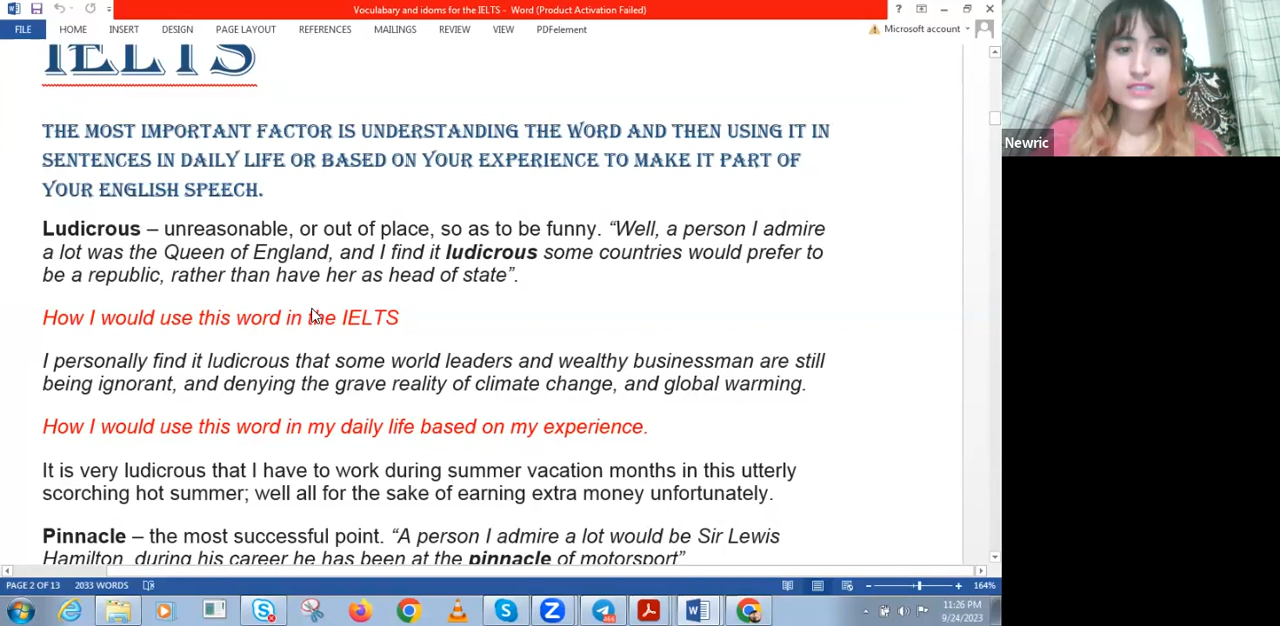 Voculabary and idoms for the IELTS - Word (Product Activation Failed)
FILE HOME INSERT DESIGN PAGE LAYOUT REFERENCES MAILINGS REVIEW VIEW PDFelement Microsoft account
IELTS
THE MOST IMPORTANT FACTOR IS UNDERSTANDING THE WORD AND THEN USING IT IN
SENTENCES IN DAILY LIFE OR BASED ON YOUR EXPERIENCE TO MAKE IT PART OF
YOUR ENGLISH SPEECH.
Newric
Ludicrous – unreasonable, or out of place, so as to be funny. “Well, a person I admire
a lot was the Queen of England, and I find it ludicrous some countries would prefer to
be a republic, rather than have her as head of state”.
How I would use this word in the IELTS
I personally find it ludicrous that some world leaders and wealthy businessman are still
being ignorant, and denying the grave reality of climate change, and global warming.
How I would use this word in my daily life based on my experience.
It is very ludicrous that I have to work during summer vacation months in this utterly
scorching hot summer; well all for the sake of earning extra money unfortunately.
Pinnacle – the most successful point. “A person I admire a lot would be Sir Lewis
Hamilton, during his career he has been at the pinnacle of motorsport”
PAGE 2 OF 13 2033 WORDS 164%
11:26 PM
9/24/2023